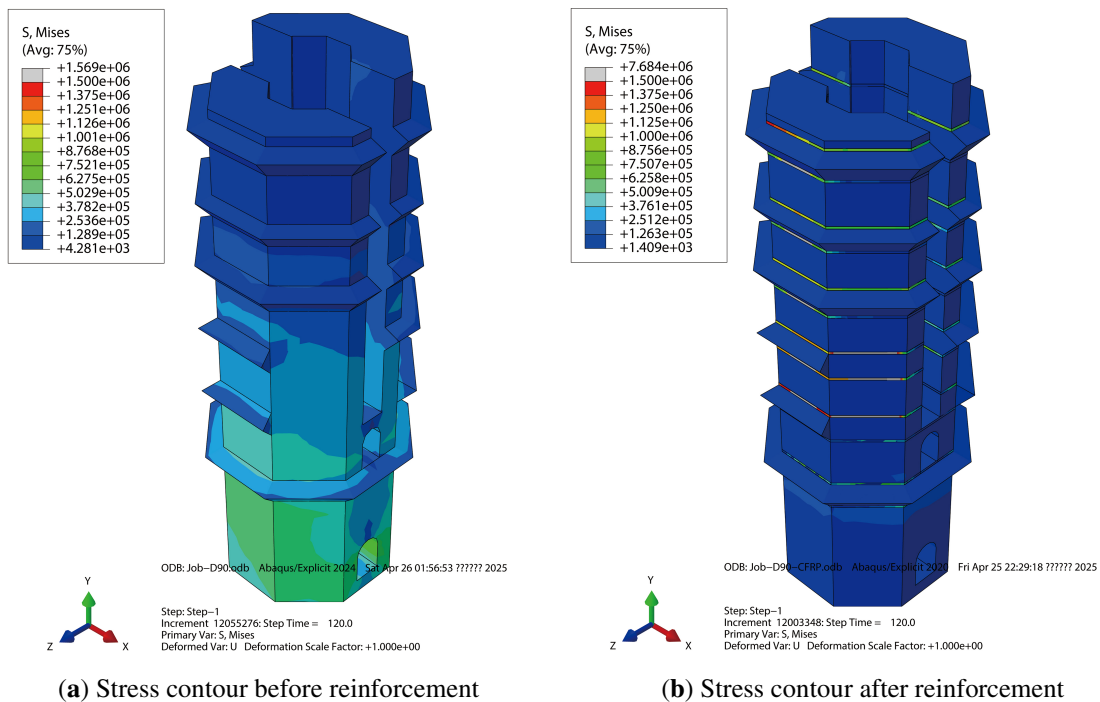 S, Mises
(Avg: 75%)
+1.569e+06
+1.500e+06
+1.375e+06
+1.251e+06
+1.126e+06
+1.001e+06
+8.768e+05
+7.521e+05
+6.275e+05
+5.029e+05
+3.782e+05
+2.536e+05
+1.289e+05
+4.281e+03
ODB: Job-D90.odb Abaqus/Explicit 2024 Sat Apr 26 01:56:53 ?????? 2025
Y
Z
X
Step: Step-1
Increment 12055276: Step Time = 120.0
Primary Var: S, Mises
Deformed Var: U Deformation Scale Factor: +1.000e+00
(a) Stress contour before reinforcement
S, Mises
(Avg: 75%)
+7.684e+06
+1.500e+06
+1.375e+06
+1.250e+06
+1.125e+06
+1.000e+06
+8.756e+05
+7.507e+05
+6.258e+05
+5.009e+05
+3.761e+05
+2.512e+05
+1.263e+05
+1.409e+03
ODB: Job-D90-CFRP.odb Abaqus/Explicit 2020 Fri Apr 25 22:29:18 ?????? 2025
Y
Z
X
Step: Step-1
Increment 12003348: Step Time = 120.0
Primary Var: S, Mises
Deformed Var: U Deformation Scale Factor: +1.000e+00
(b) Stress contour after reinforcement